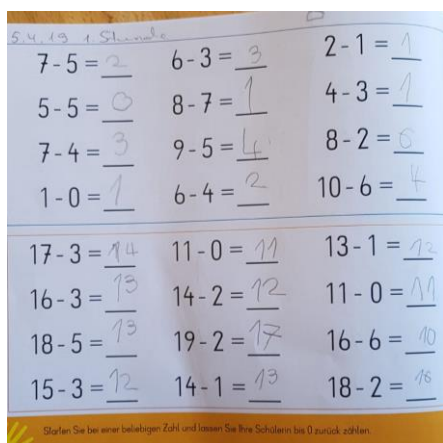 5.4.19 1. Stunde
7-5=2 6-3=3 2-1=1
5-5=0 8-7=1 4-3=1
7-4=3 9-5=4 8-2=6
1-0=1 6-4=2 10-6=4
17-3=14 11-0=11 13-1=12
16-3=13 14-2=12 11-0=11
18-5=13 19-2=17 16-6=10
15-3=12 14-1=13 18-2=16
Starten Sie bei einer beliebigen Zahl und lassen Sie Ihre Schülerin bis 0 zurück zählen.